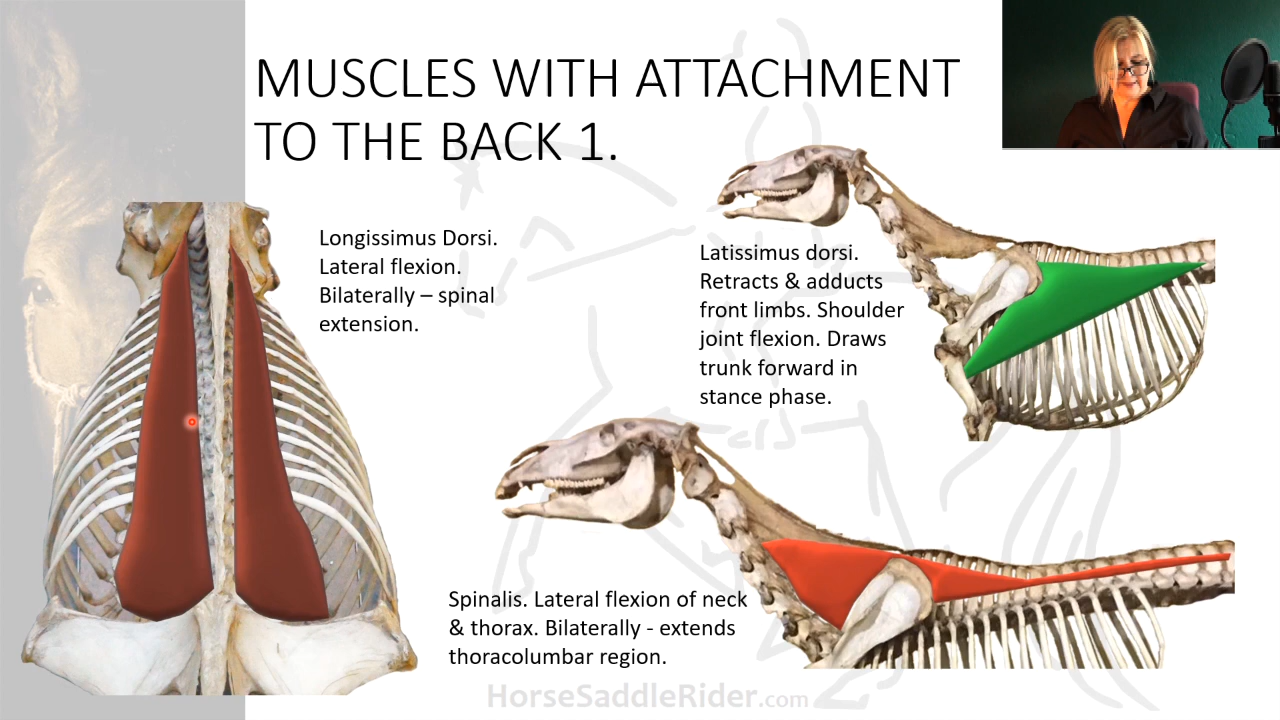 MUSCLES WITH ATTACHMENT
TO THE BACK 1.
Longissimus Dorsi.
Lateral flexion.
Bilaterally – spinal
extension.
Latissimus dorsi.
Retracts & adducts
front limbs. Shoulder
joint flexion. Draws
trunk forward in
stance phase.
Spinalis. Lateral flexion of neck
& thorax. Bilaterally - extends
thoracolumbar region.
HorseSaddleRider.com